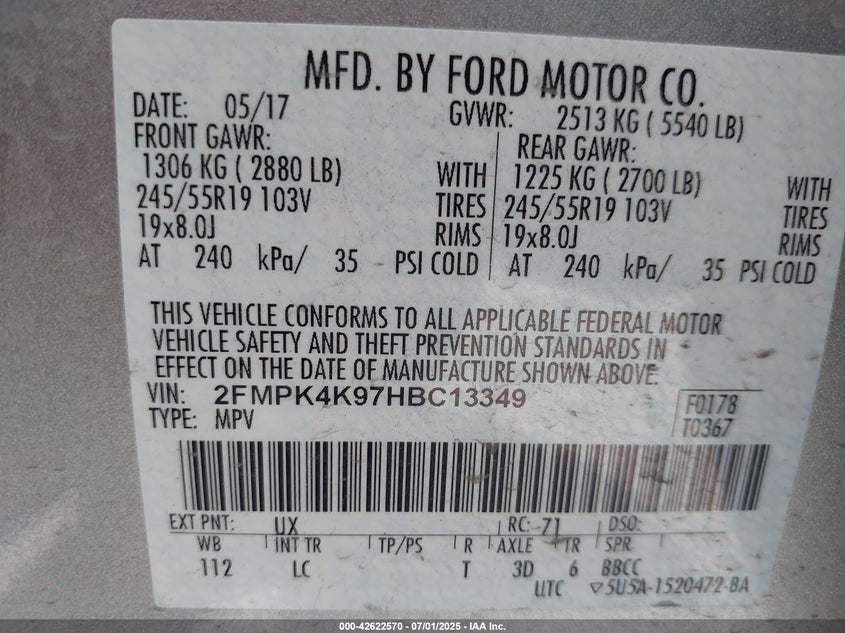 MFD. BY FORD MOTOR CO.
DATE: 05/17 GVWR: 2513 KG ( 5540 LB)
FRONT GAWR: REAR GAWR:
1306 KG ( 2880 LB) WITH 1225 KG ( 2700 LB) WITH
245/55R19 103V TIRES 245/55R19 103V TIRES
19x8.0J RIMS 19x8.0J RIMS
AT 240 kPa/ 35 PSI COLD AT 240 kPa/ 35 PSI COLD
THIS VEHICLE CONFORMS TO ALL APPLICABLE FEDERAL MOTOR
VEHICLE SAFETY AND THEFT PREVENTION STANDARDS IN
EFFECT ON THE DATE OF MANUFACTURE SHOWN ABOVE.
VIN: 2FMPK4K97HBC13349 F0178
TYPE: MPV T0367
EXT PNT: UX RC: 71 DSO:
WB INT TR TP/PS R AXLE TR SPR
112 LC T 3D 6 BBCC
UTC ▽5U5A-1520472-BA
000-42622570 - 07/01/2025 - IAA Inc.